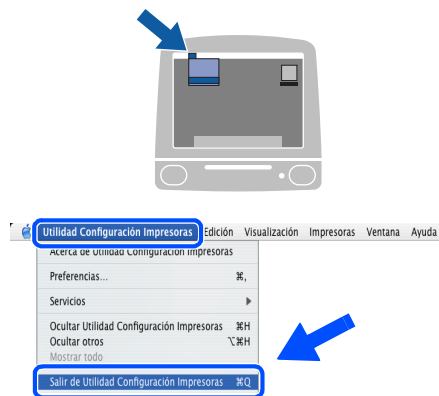 Utilidad Configuración Impresoras Edición Visualización Impresoras Ventana Ayuda
Acerca de Utilidad Configuración Impresoras
Preferencias... ⌘,
Servicios
Ocultar Utilidad Configuración Impresoras ⌘H
Ocultar otros ⌥⌘H
Mostrar todo
Salir de Utilidad Configuración Impresoras ⌘Q